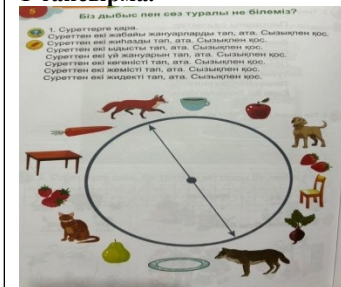 5
Біз дыбыс пен сөз туралы не білеміз?
1. Суреттерге қара.
Суреттен екі жабайы жануарларды тап, ата. Сызықпен қос.
Суреттен екі жиһазды тап, ата. Сызықпен қос.
Суреттен екі ыдысты тап, ата. Сызықпен қос.
Суреттен екі үй жануарын тап, ата. Сызықпен қос.
Суреттен екі көгөністі тап, ата. Сызықпен қос.
Суреттен екі жемісті тап, ата. Сызықпен қос.
Суреттен екі жидекті тап, ата. Сызықпен қос.